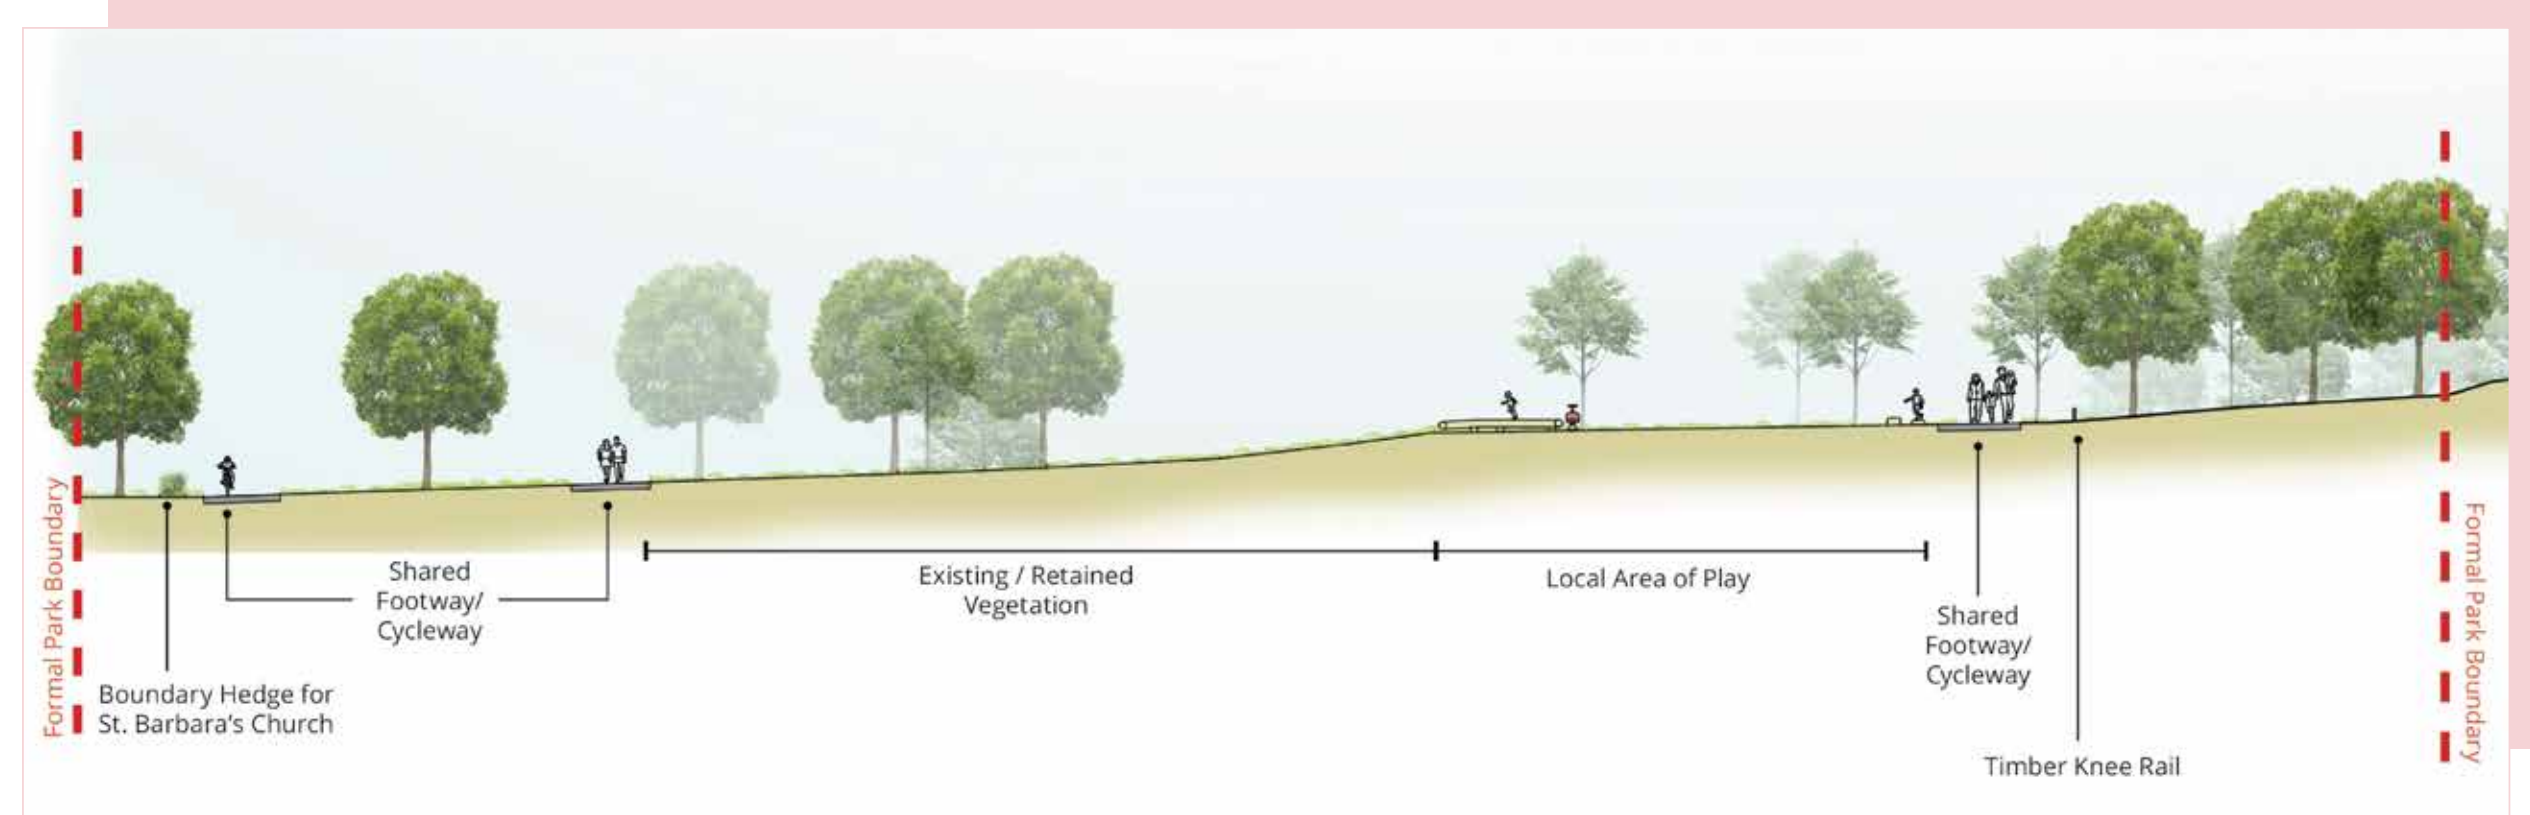 Formal Park Boundary
Boundary Hedge for
St. Barbara's Church
Shared
Footway/
Cycleway
Existing / Retained
Vegetation
Local Area of Play
Shared
Footway/
Cycleway
Timber Knee Rail
Formal Park Boundary